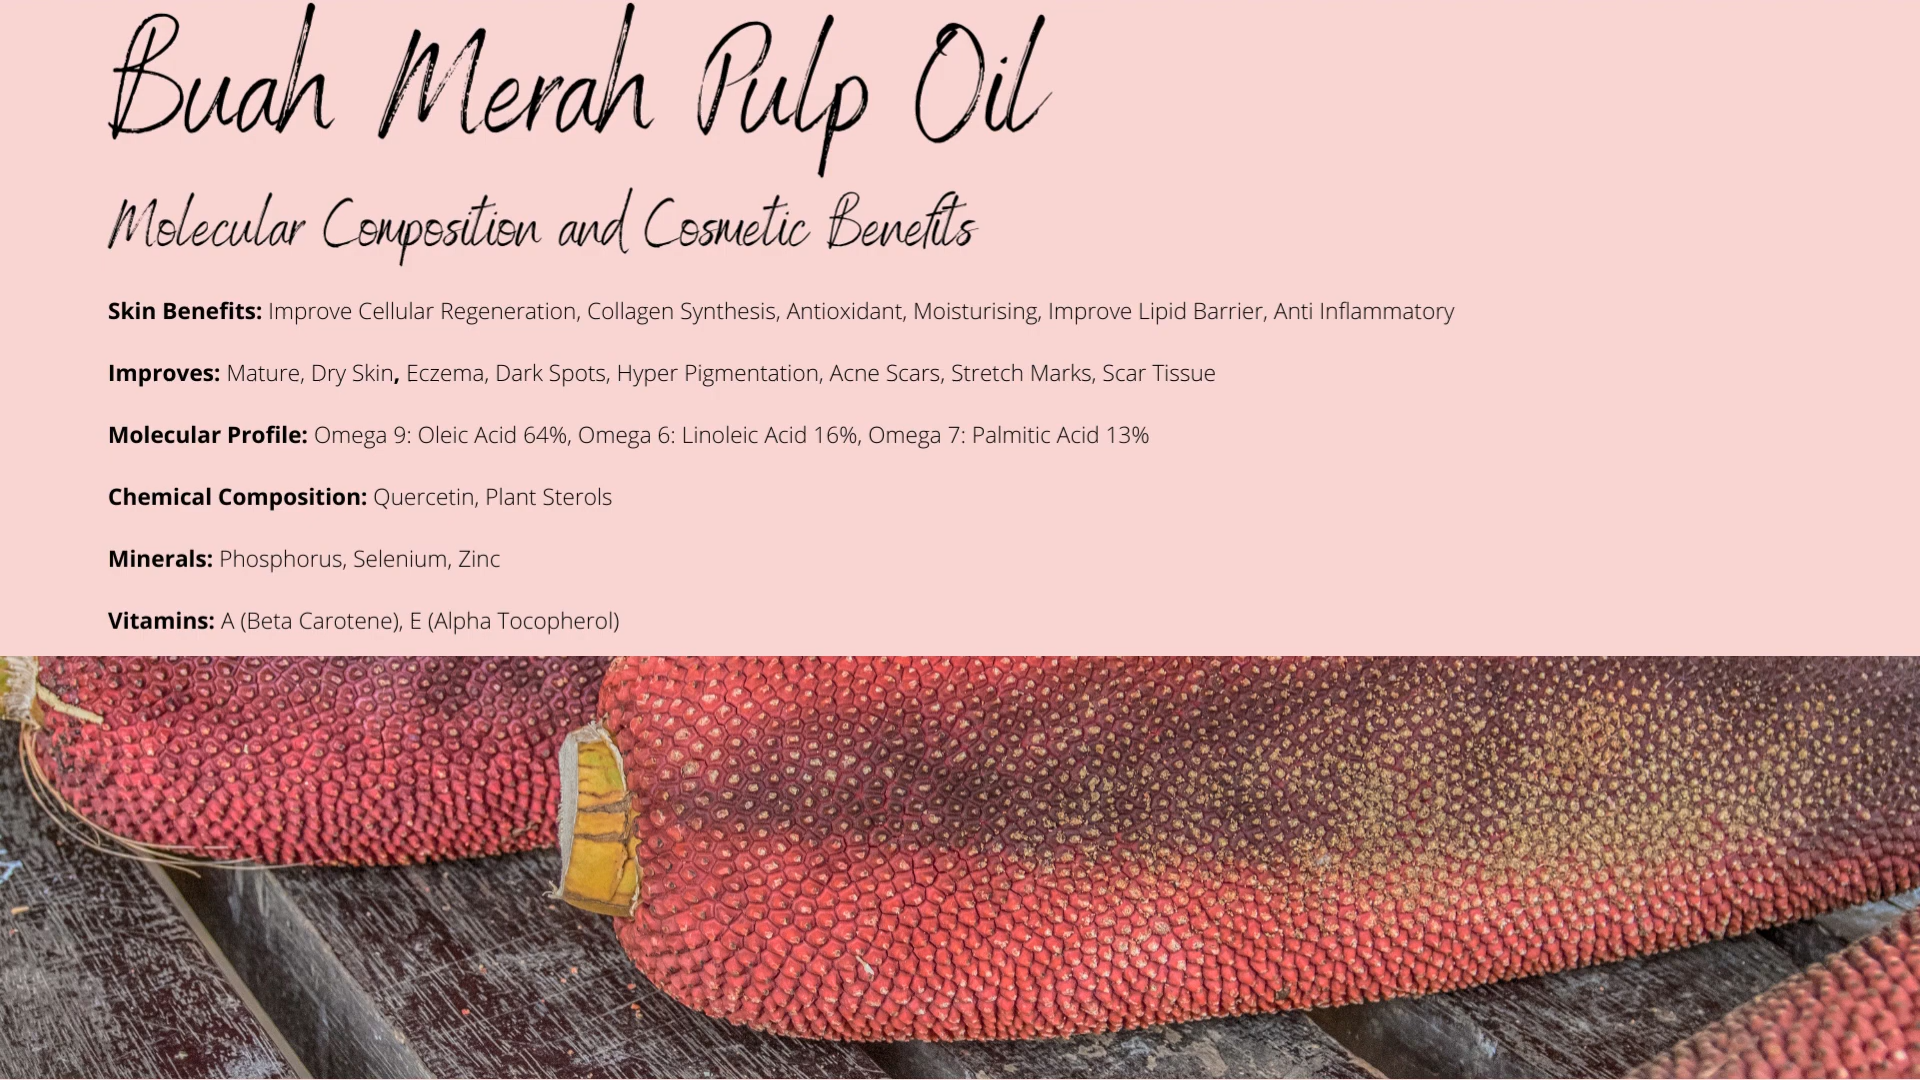 Buah Merah Pulp Oil
Molecular Composition and Cosmetic Benefits
Skin Benefits: Improve Cellular Regeneration, Collagen Synthesis, Antioxidant, Moisturising, Improve Lipid Barrier, Anti Inflammatory
Improves: Mature, Dry Skin, Eczema, Dark Spots, Hyper Pigmentation, Acne Scars, Stretch Marks, Scar Tissue
Molecular Profile: Omega 9: Oleic Acid 64%, Omega 6: Linoleic Acid 16%, Omega 7: Palmitic Acid 13%
Chemical Composition: Quercetin, Plant Sterols
Minerals: Phosphorus, Selenium, Zinc
Vitamins: A (Beta Carotene), E (Alpha Tocopherol)